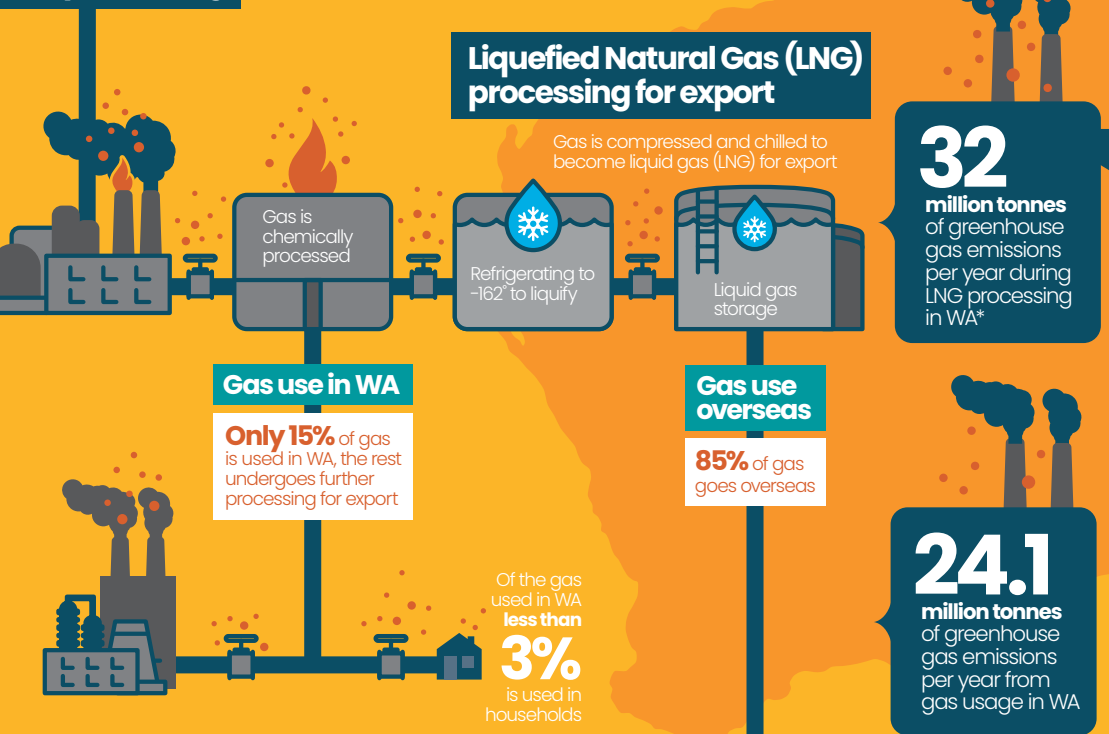 Liquefied Natural Gas (LNG)
processing for export
Gas is compressed and chilled to
become liquid gas (LNG) for export
32
million tonnes
of greenhouse
gas emissions
per year during
LNG processing
in WA*
Gas is
chemically
processed
Refrigerating to
-162° to liquify
Liquid gas
storage
Gas use in WA
Only 15% of gas
is used in WA, the rest
undergoes further
processing for export
Gas use
overseas
85% of gas
goes overseas
Of the gas
used in WA
less than
3%
is used in
households
24.1
million tonnes
of greenhouse
gas emissions
per year from
gas usage in WA